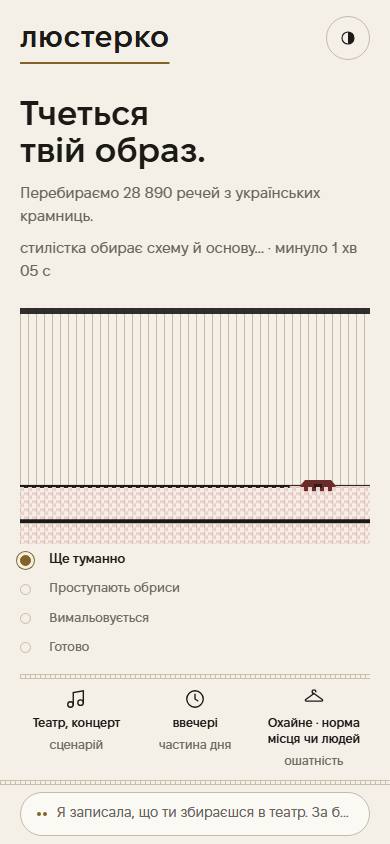 люстерко
Тчеться
твій образ.
Перебираємо 28 890 речей з українських
крамниць.
стилістка обирає схему й основу... · минуло 1 хв
05 с
Ще туманно
Проступають обриси
Вимальовується
Готово
Театр, концерт
сценарій
ввечері
частина дня
Охайне · норма
місця чи людей
ошатність
Я записала, що ти збираєшся в театр. За б...